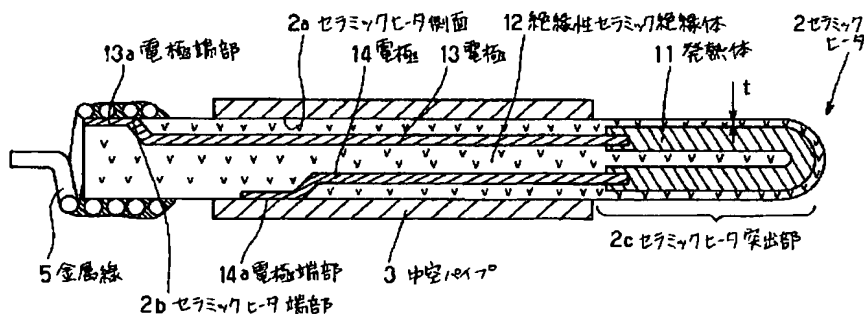 2a セラミックヒータ側面
12 絶縁性セラミック絶縁体
2 セラミック
ヒータ
13a 電極端部
14 電極
13 電極
11 発熱体
t
5 金属線
14a 電極端部
3 中空パイプ
2c セラミックヒータ突出部
2b セラミックヒータ端部